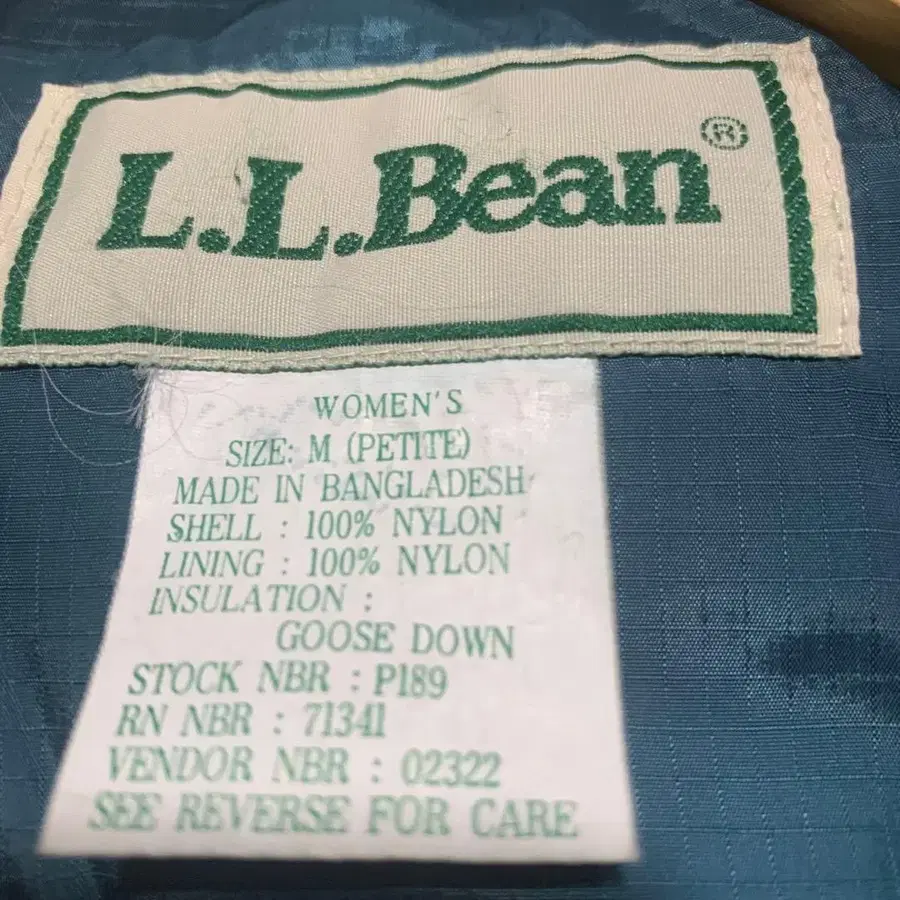 L.L.Bean®
WOMEN'S
SIZE: M (PETITE)
MADE IN BANGLADESH
SHELL : 100% NYLON
LINING : 100% NYLON
INSULATION :
GOOSE DOWN
STOCK NBR : P189
RN NBR : 71341
VENDOR NBR : 02322
SEE REVERSE FOR CARE